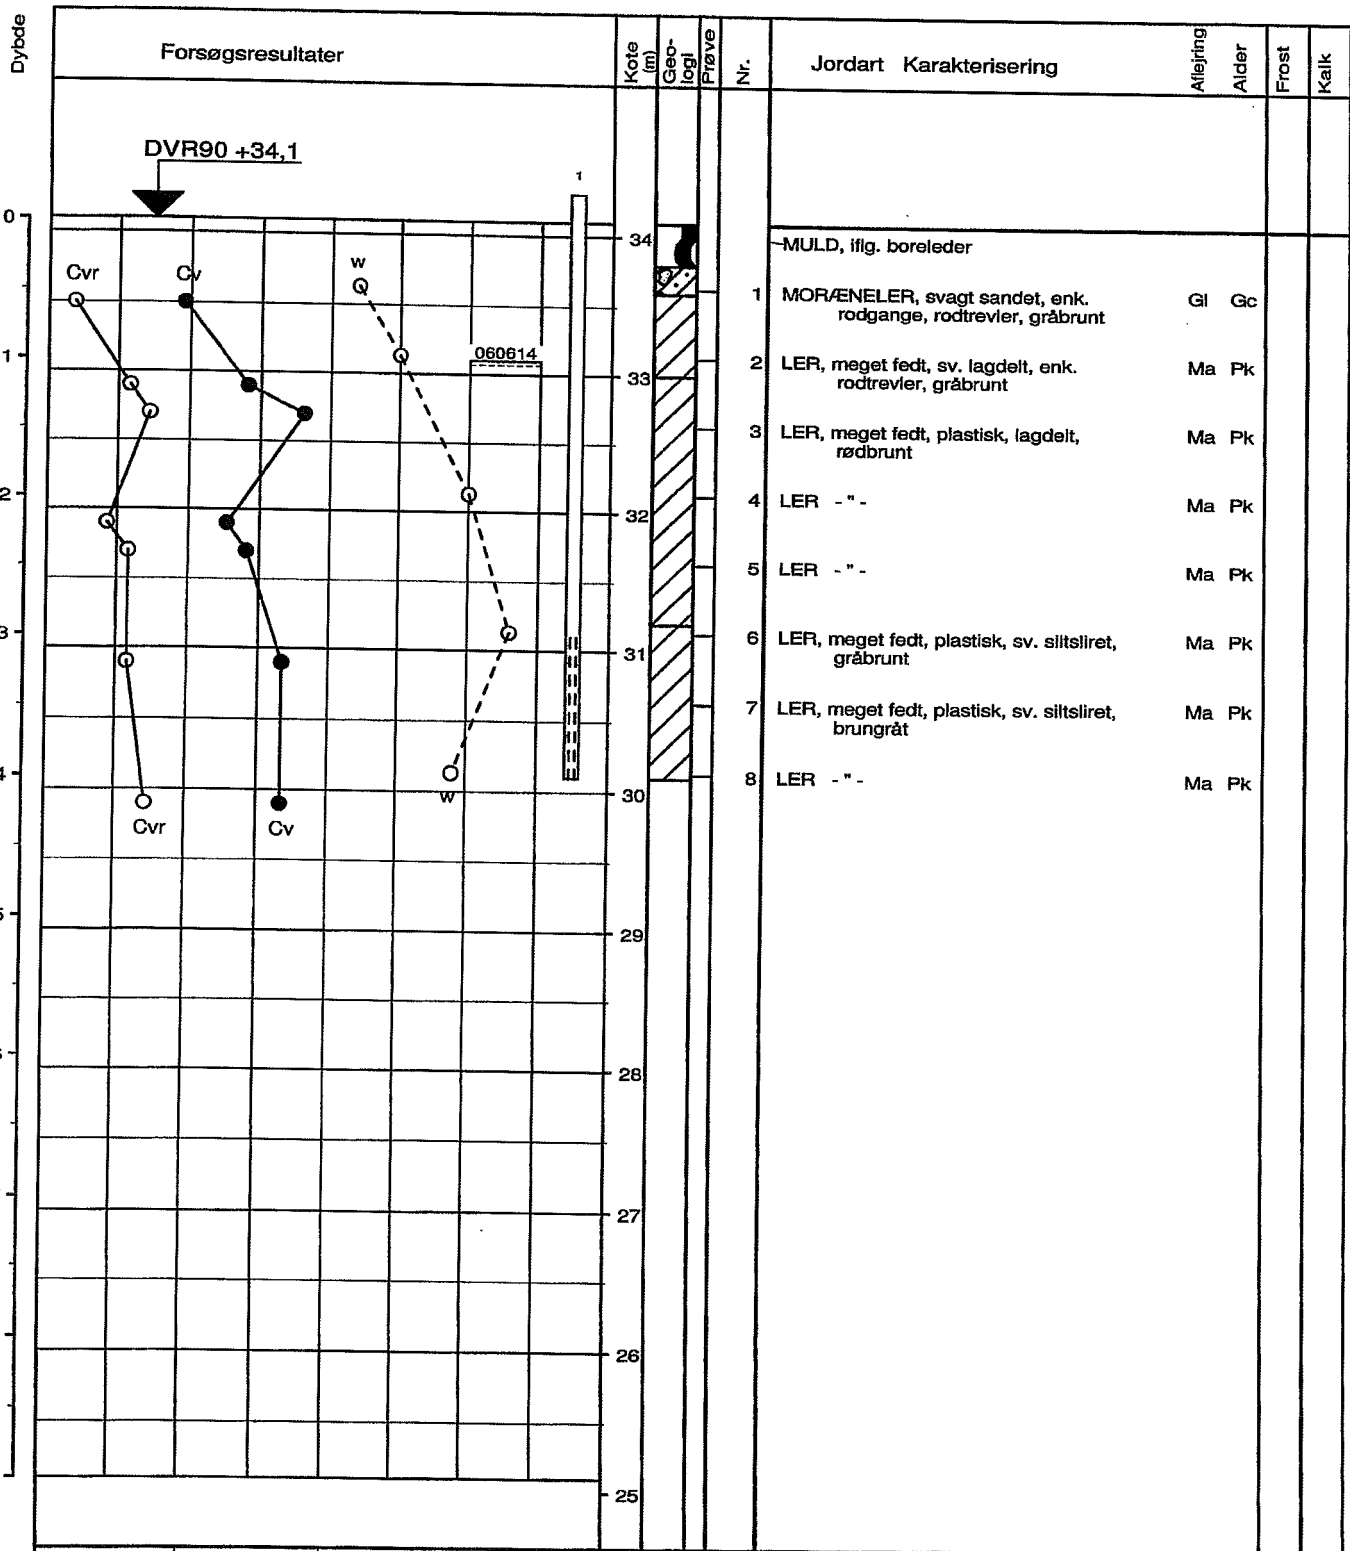 Dybde
Forsøgsresultater
Kote (m)
Geo-
logi
Prøve
Nr.
Jordart Karakterisering
Aflejring
Alder
Frost
Kalk
DVR90 +34,1
1
0
34
MULD, iflg. boreleder
Cvr Cv w
1 MORÆNELER, svagt sandet, enk. Gl Gc
rodgange, rodtrevler, gråbrunt
060614
1
33
2 LER, meget fedt, sv. lagdelt, enk. Ma Pk
rodtrevler, gråbrunt
3 LER, meget fedt, plastisk, lagdelt, Ma Pk
rødbrunt
2
32
4 LER - " - Ma Pk
5 LER - " - Ma Pk
3
31
6 LER, meget fedt, plastisk, sv. siltsliret, Ma Pk
gråbrunt
7 LER, meget fedt, plastisk, sv. siltsliret, Ma Pk
brungråt
4
30
8 LER - " - Ma Pk
w
Cvr Cv
5
29
28
27
26
25